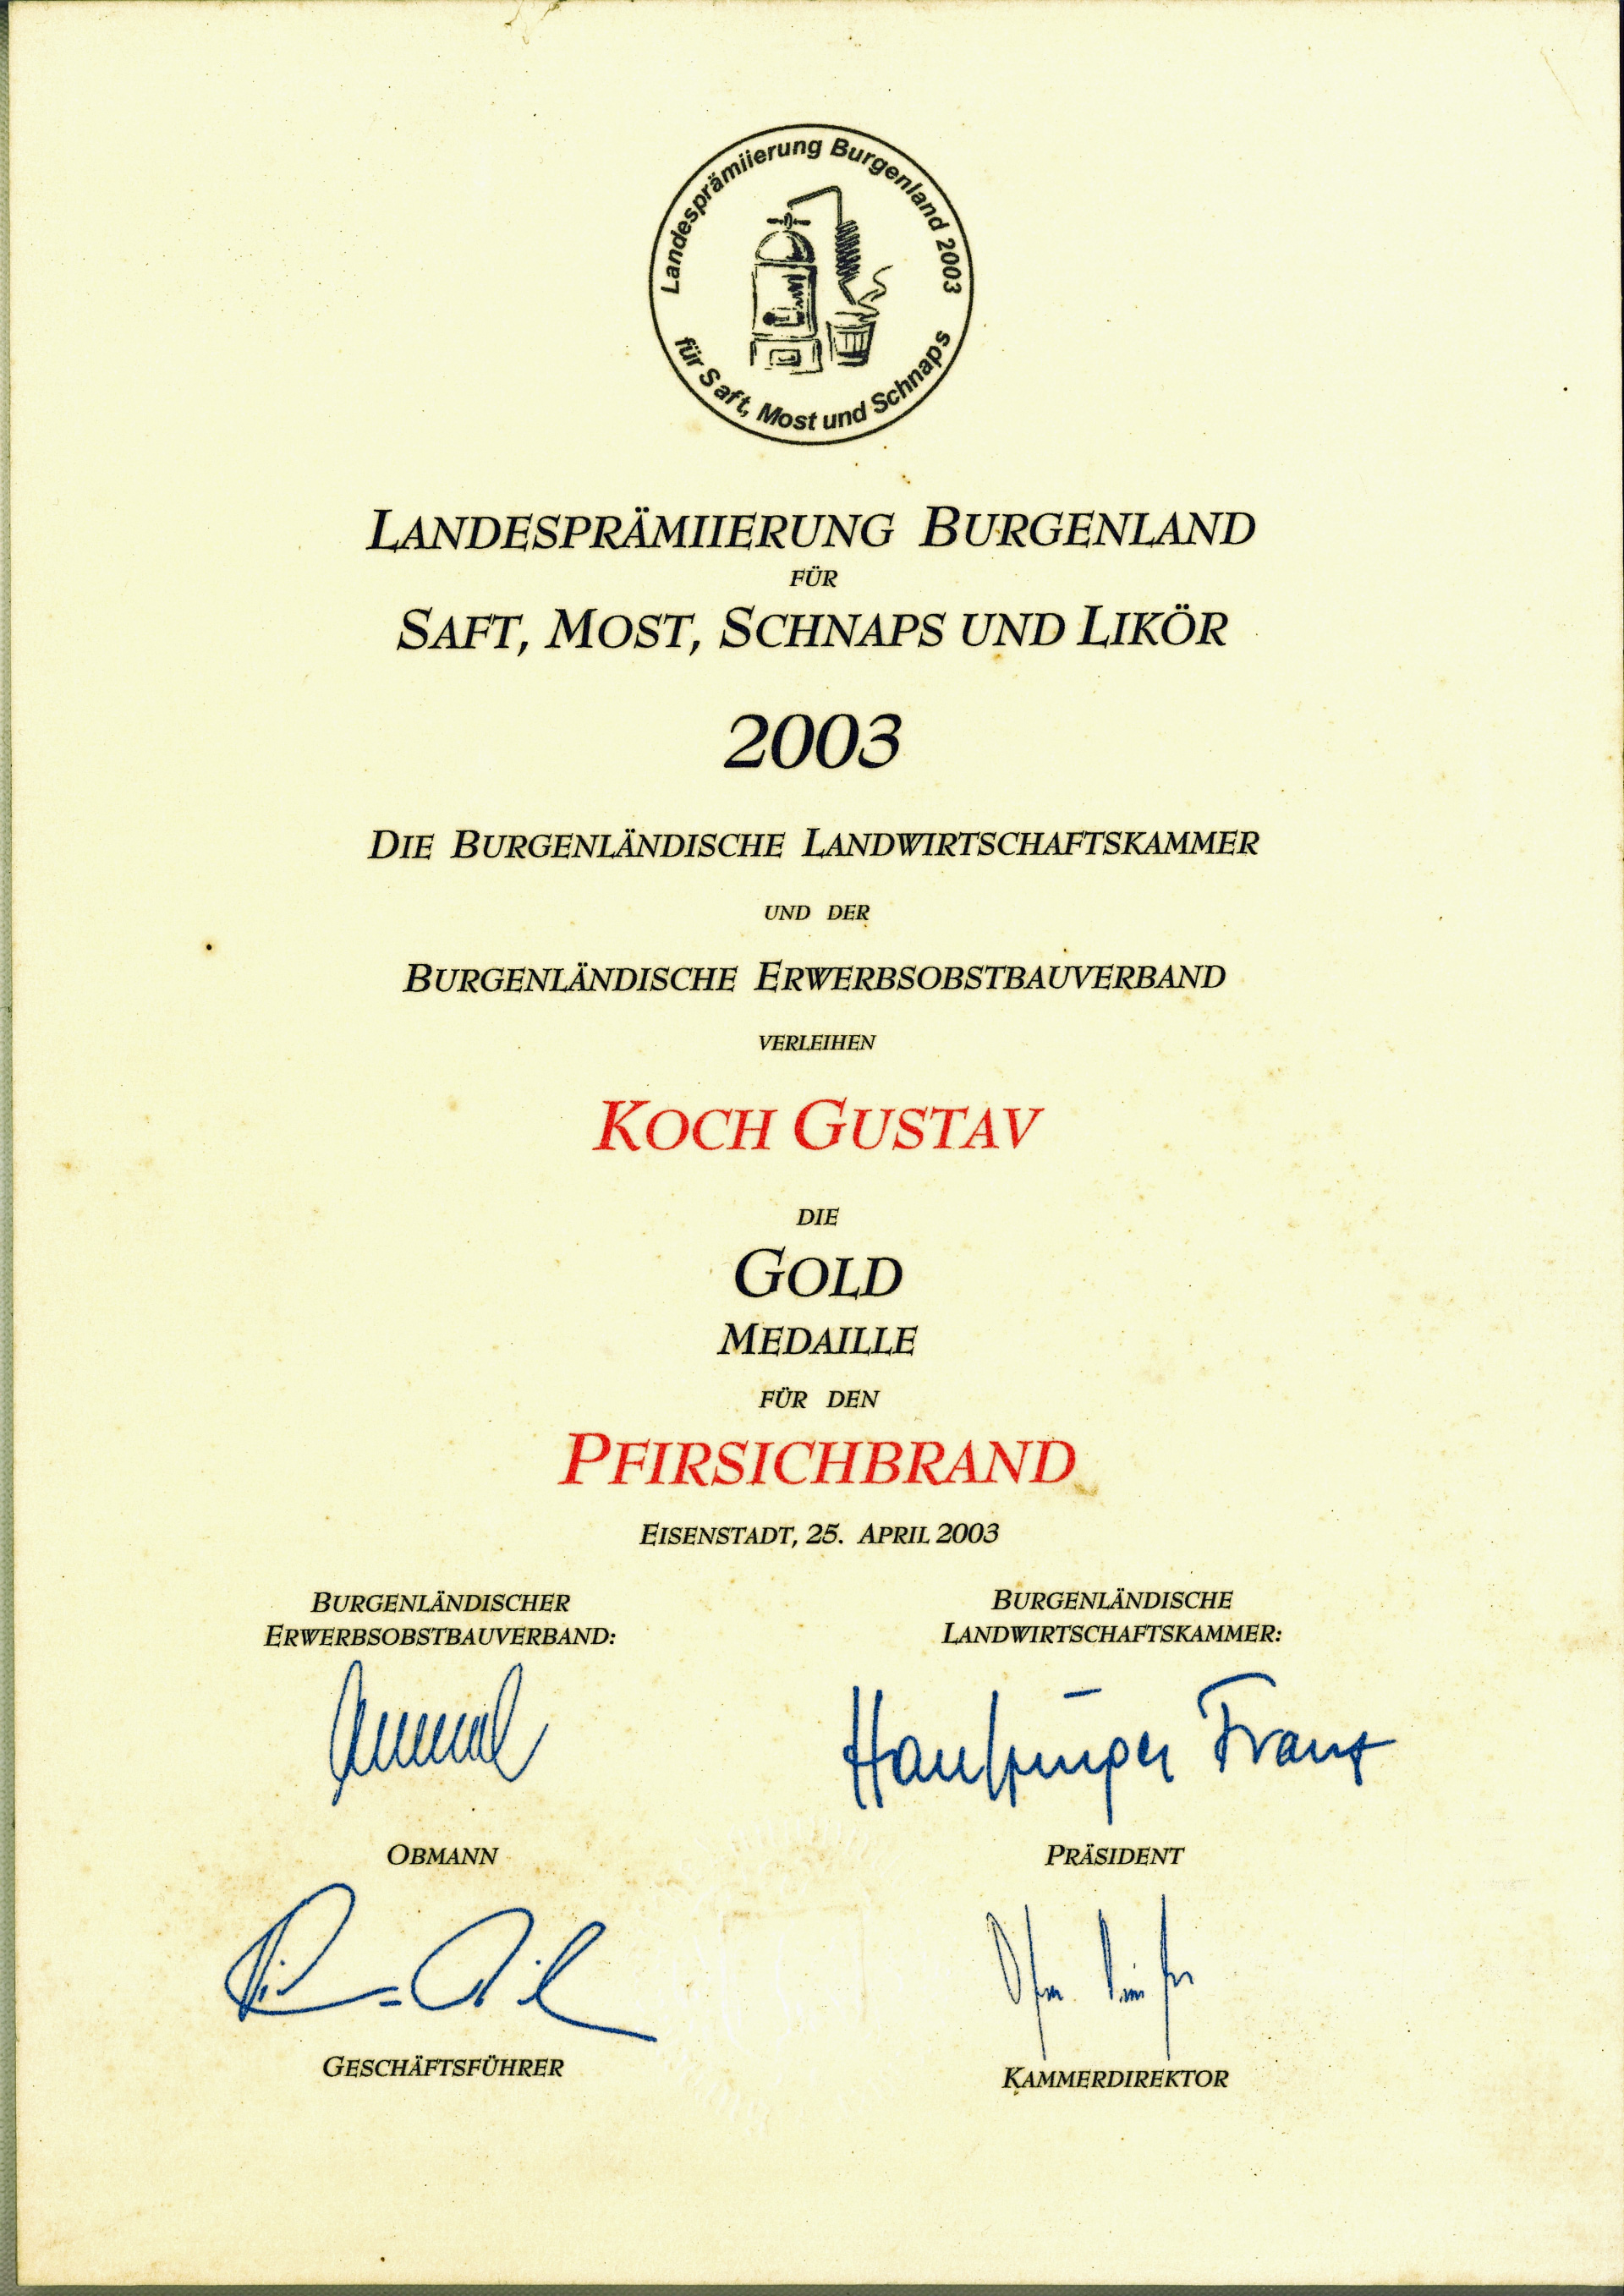 Landesprämiierung Burgenland 2003
für Saft, Most und Schnaps
LANDESPRÄMIIERUNG BURGENLAND
FÜR
SAFT, MOST, SCHNAPS UND LIKÖR
2003
DIE BURGENLÄNDISCHE LANDWIRTSCHAFTSKAMMER
UND DER
BURGENLÄNDISCHE ERWERBSOBSTBAUVERBAND
VERLEIHEN
KOCH GUSTAV
DIE
GOLD
MEDAILLE
FÜR DEN
PFIRSICHBRAND
EISENSTADT, 25. APRIL 2003
BURGENLÄNDISCHER
ERWERBSOBSTBAUVERBAND:
BURGENLÄNDISCHE
LANDWIRTSCHAFTSKAMMER:
Franz
OBMANN
PRÄSIDENT
GESCHÄFTSFÜHRER
KAMMERDIREKTOR